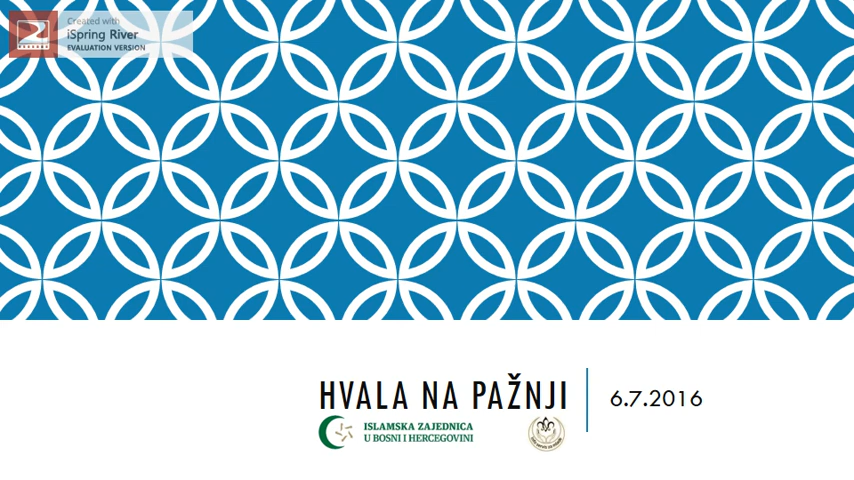 Created with
iSpring River
EVALUATION VERSION
HVALA NA PAŽNJI
6.7.2016
ISLAMSKA ZAJEDNICA
U BOSNI I HERCEGOVINI